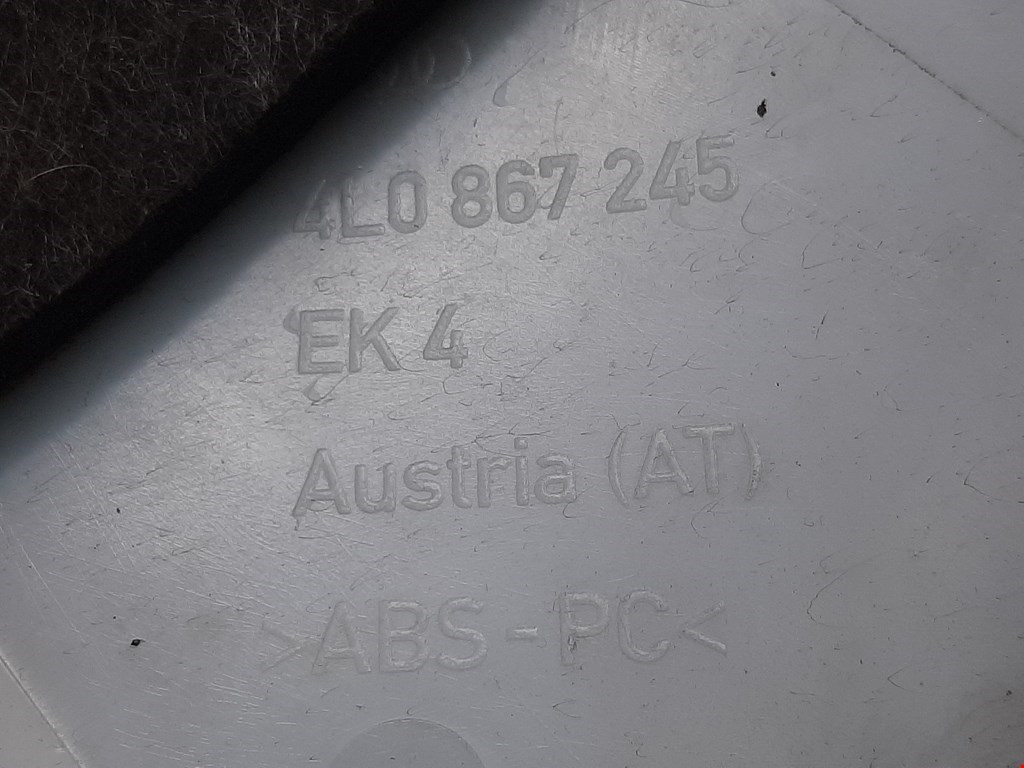 4L0 867 245
EK 4
Austria (AT)
>ABS-PC<